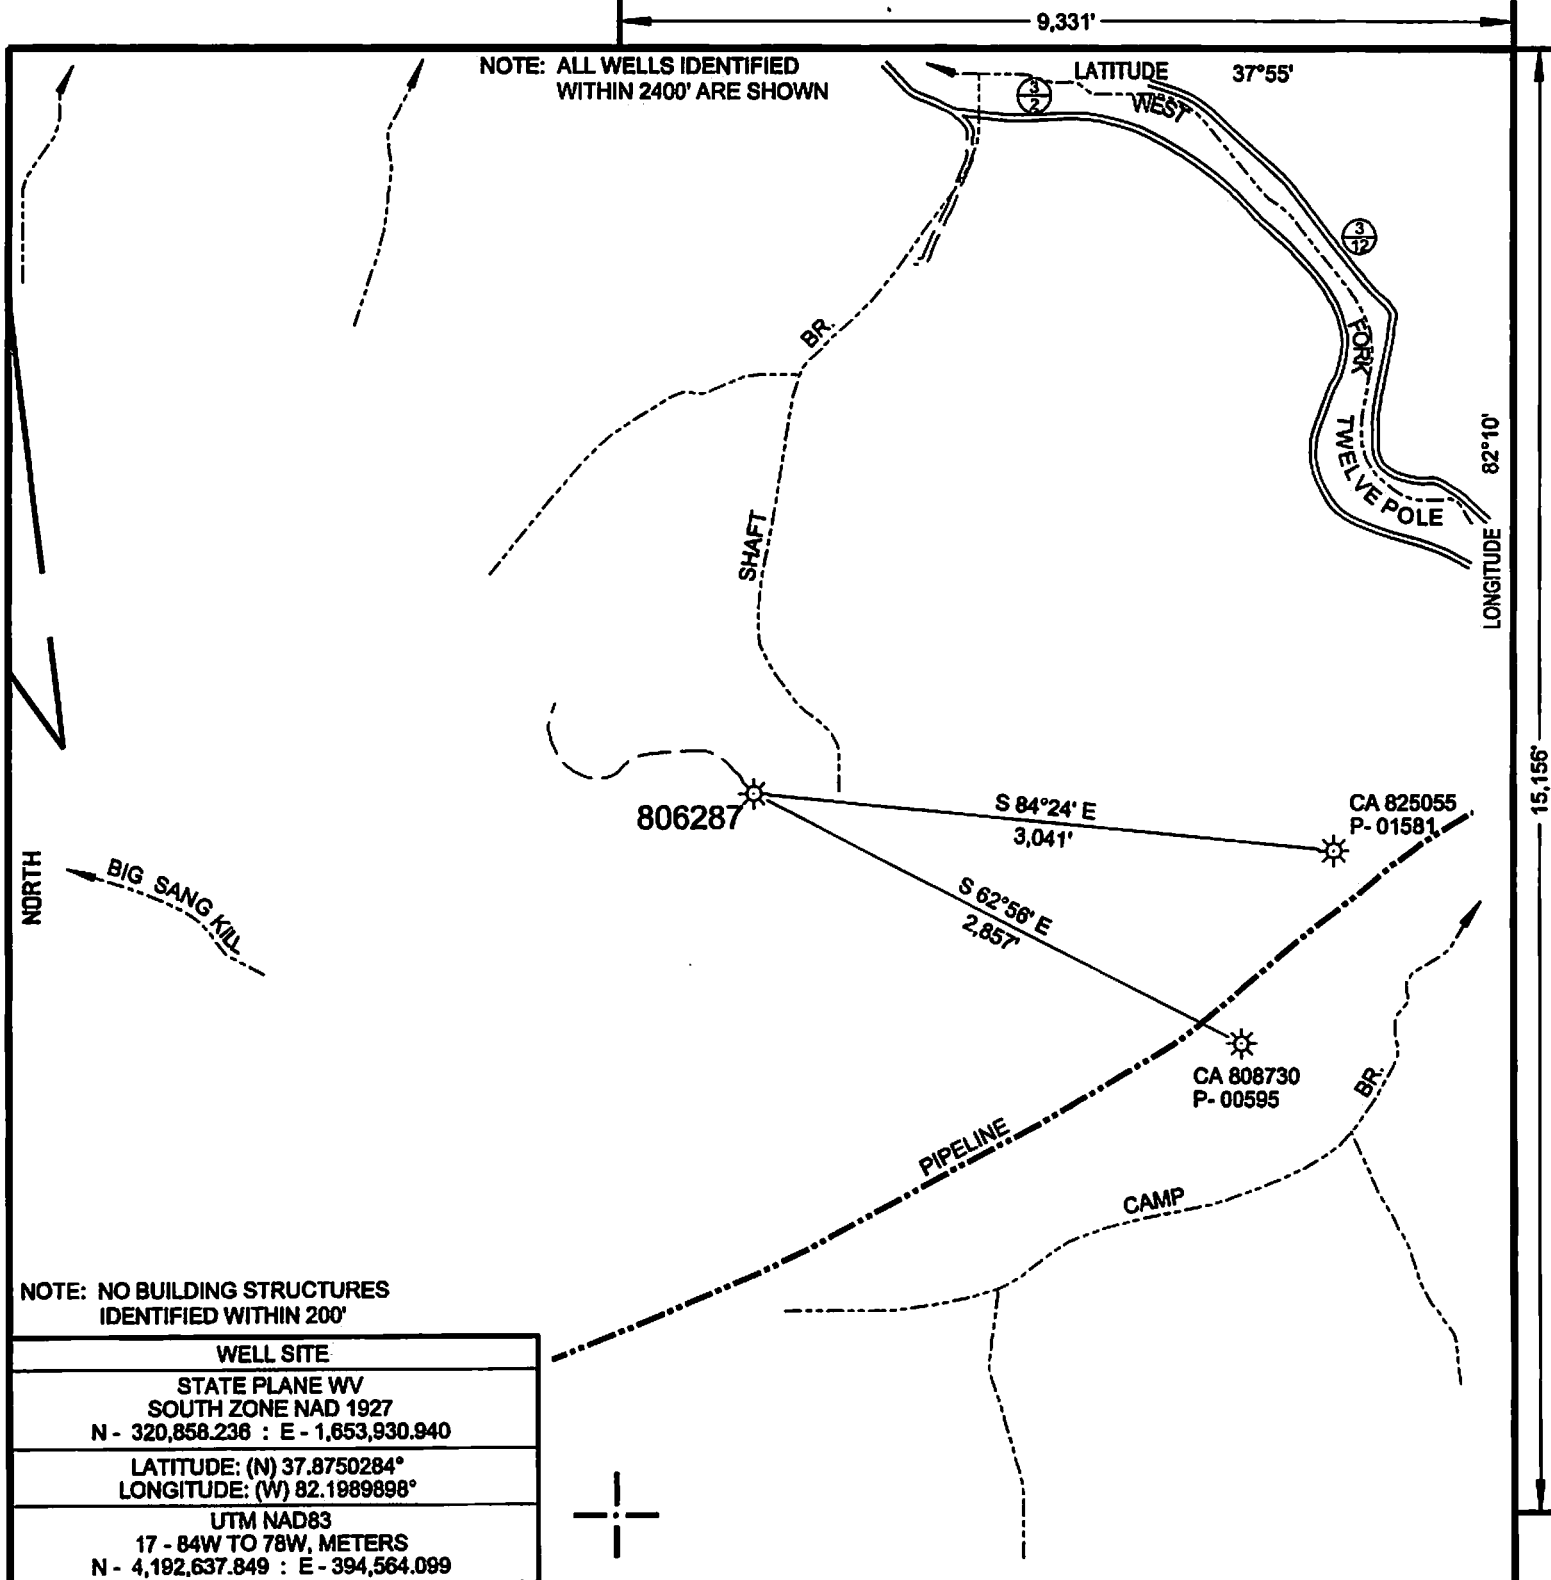 9,331'
NOTE: ALL WELLS IDENTIFIED
WITHIN 2400' ARE SHOWN
LATITUDE 37°55'
3
2
WEST
3
12
FORK
TWELVE POLE
LONGITUDE 82°10'
BR.
SHAFT
15,156'
806287
S 84°24' E
3,041'
CA 825055
P- 01581
S 62°56' E
2,857'
NORTH
BIG SANG KILL
CA 808730
P- 00595
BR.
PIPELINE
CAMP
NOTE: NO BUILDING STRUCTURES
IDENTIFIED WITHIN 200'
WELL SITE
STATE PLANE WV
SOUTH ZONE NAD 1927
N - 320,858.236 : E - 1,653,930.940
LATITUDE: (N) 37.8750284°
LONGITUDE: (W) 82.1989898°
UTM NAD83
17 - 84W TO 78W, METERS
N - 4,192,637.849 : E - 394,564.099